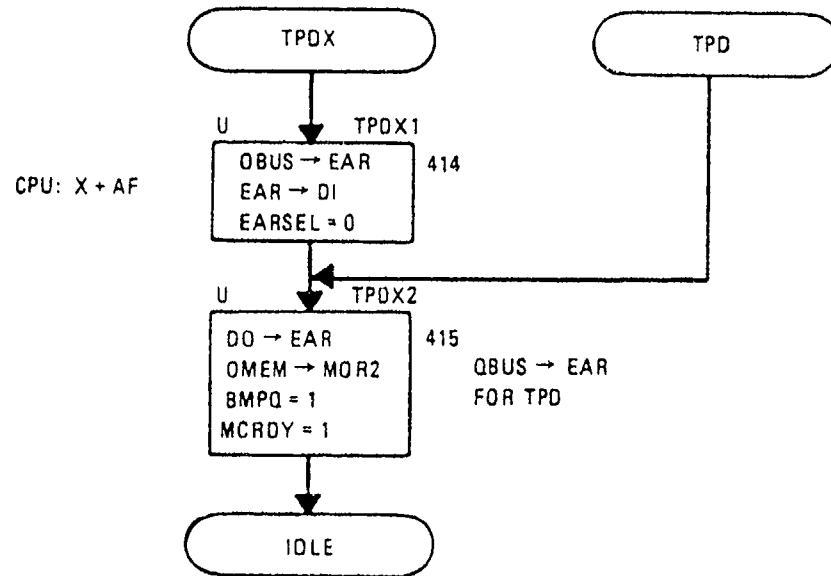 TPDX
TPD
U TPDX1
CPU: X + AF
QBUS → EAR 414
EAR → DI
EARSEL = 0
U TPDX2
DO → EAR 415
OMEM → MOR2
BMPQ = 1
MCRDY = 1
QBUS → EAR
FOR TPD
IDLE